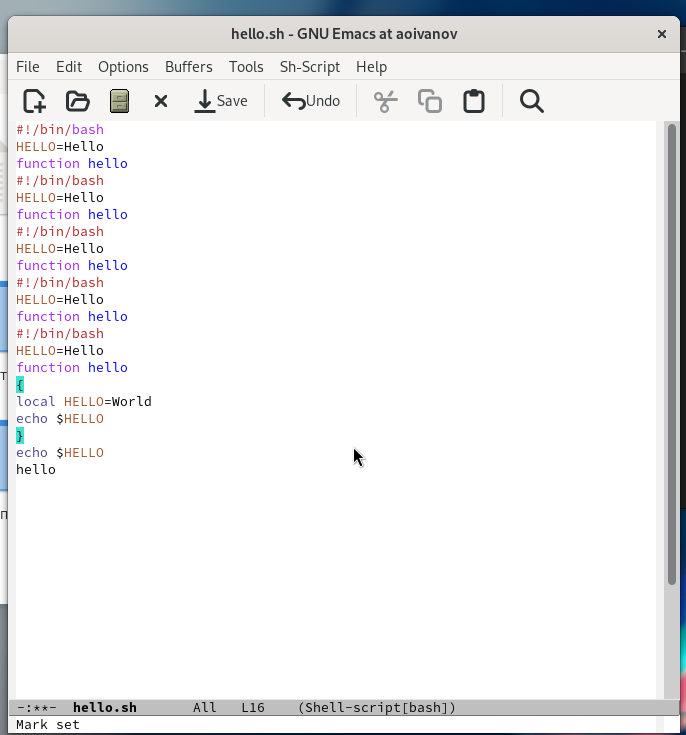 hello.sh - GNU Emacs at aoivanov
File Edit Options Buffers Tools Sh-Script Help
Save Undo
#!/bin/bash
HELLO=Hello
function hello
#!/bin/bash
HELLO=Hello
function hello
#!/bin/bash
HELLO=Hello
function hello
#!/bin/bash
HELLO=Hello
function hello
#!/bin/bash
HELLO=Hello
function hello
{
local HELLO=World
echo $HELLO
}
echo $HELLO
hello
-:**- hello.sh All L16 (Shell-script[bash])
Mark set